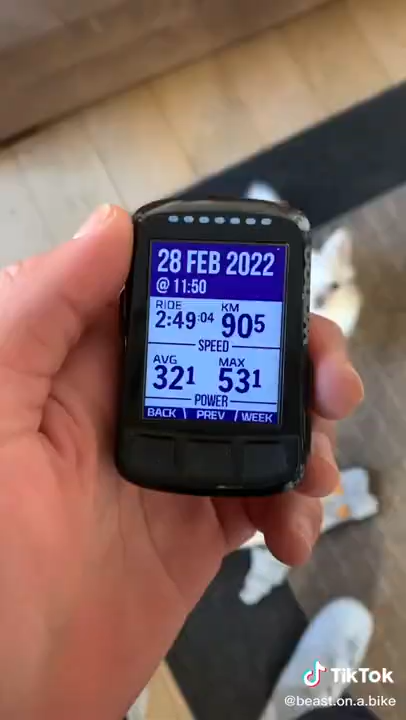 28 FEB 2022
@ 11:50
RIDE KM
2:49:04 905
SPEED
AVG MAX
321 531
POWER
BACK \ PREV / WEEK
TikTok
@beast.on.a.bike